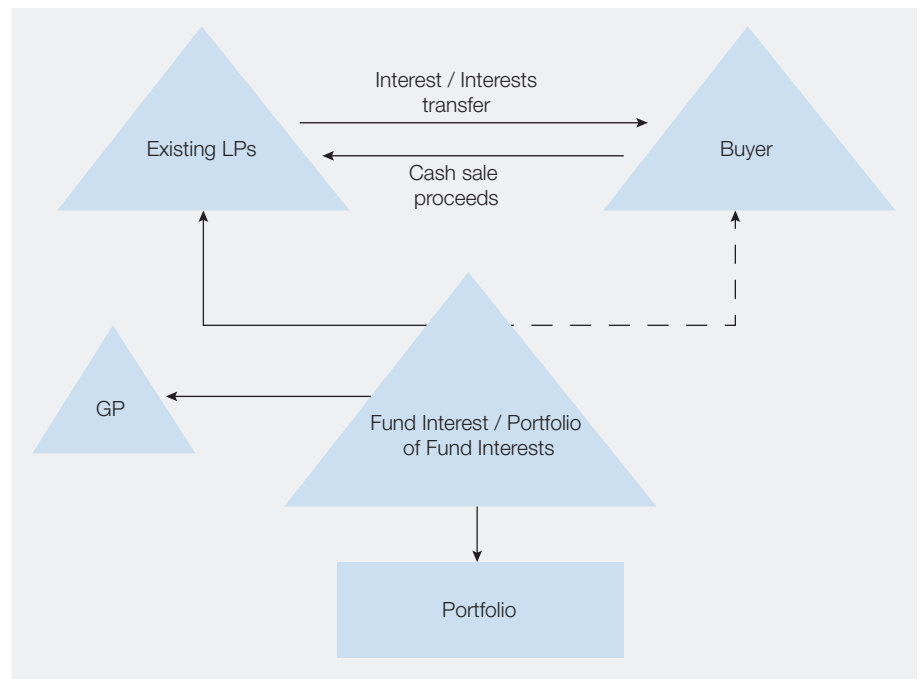 Interest / Interests
transfer
Existing LPs
Buyer
Cash sale
proceeds
GP
Fund Interest / Portfolio
of Fund Interests
Portfolio